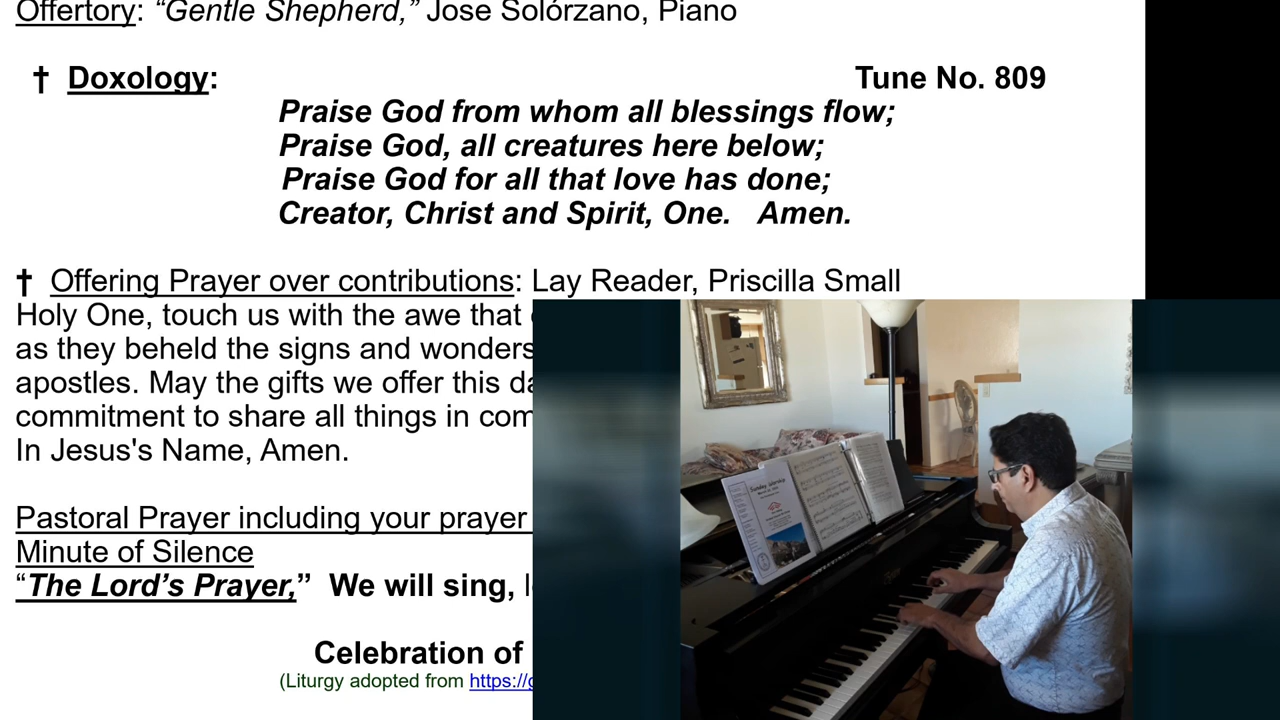 Offertory: “Gentle Shepherd,” Jose Solórzano, Piano
† Doxology: Tune No. 809
Praise God from whom all blessings flow;
Praise God, all creatures here below;
Praise God for all that love has done;
Creator, Christ and Spirit, One. Amen.
† Offering Prayer over contributions: Lay Reader, Priscilla Small
Holy One, touch us with the awe that
as they beheld the signs and wonders
apostles. May the gifts we offer this
commitment to share all things in
In Jesus's Name, Amen.
Pastoral Prayer including your prayer
Minute of Silence
“The Lord’s Prayer,” We will sing,
Celebration of
(Liturgy adopted from https://
Sunday Worship